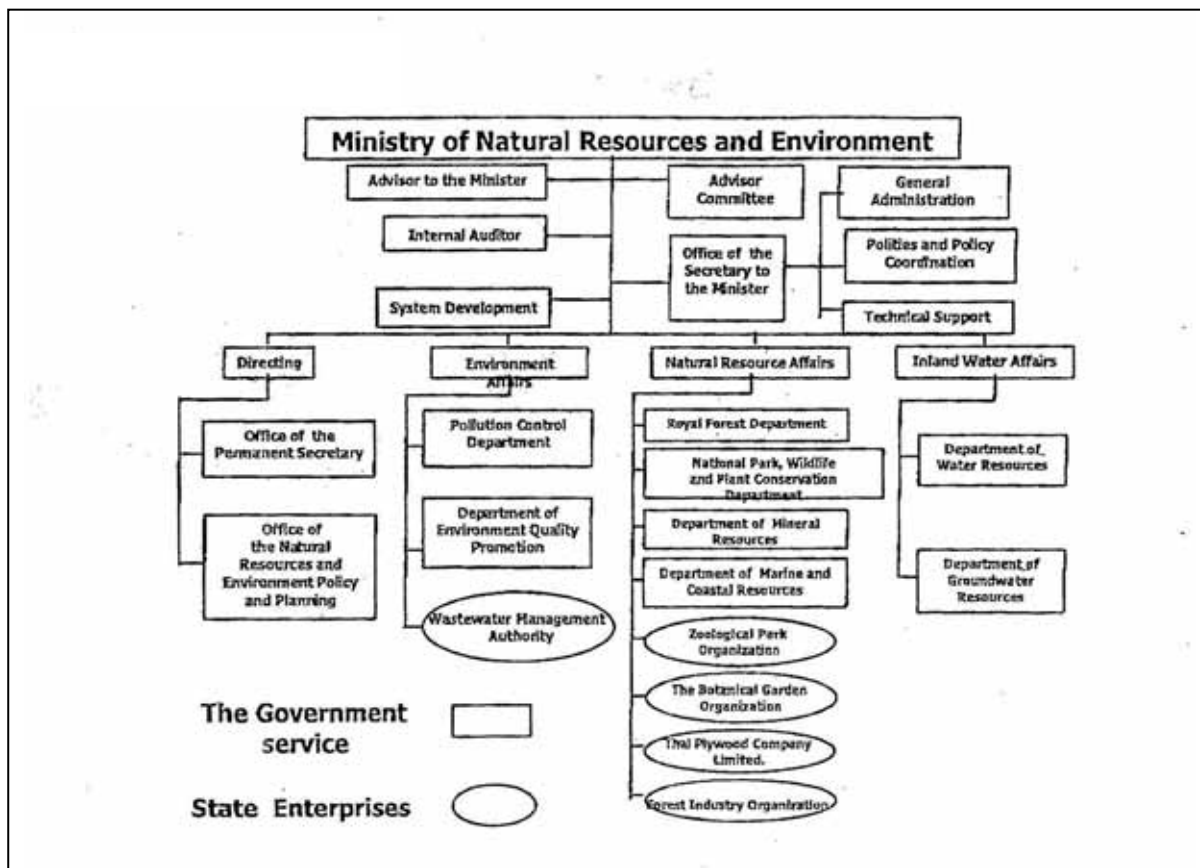 Ministry of Natural Resources and Environment
Advisor to the Minister
Advisor
Committee
General
Administration
Internal Auditor
Office of the
Secretary to
the Minister
Polities and Policy
Coordination
System Development
Technical Support
Directing
Environment
Affairs
Natural Resource Affairs
Inland Water Affairs
Office of the
Permanent Secretary
Office of
the Natural
Resources and
Environment Policy
and Planning
Pollution Control
Department
Department of
Environment Quality
Promotion
Wastewater Management
Authority
Royal Forest Department
National Park, Wildlife
and Plant Conservation
Department
Department of Mineral
Resources
Department of Marine and
Coastal Resources
Zoological Park
Organization
The Botanical Garden
Organization
Thai Plywood Company
Limited.
Forest Industry Organization
Department of
Water Resources
Department of
Groundwater
Resources
The Government
service
State Enterprises